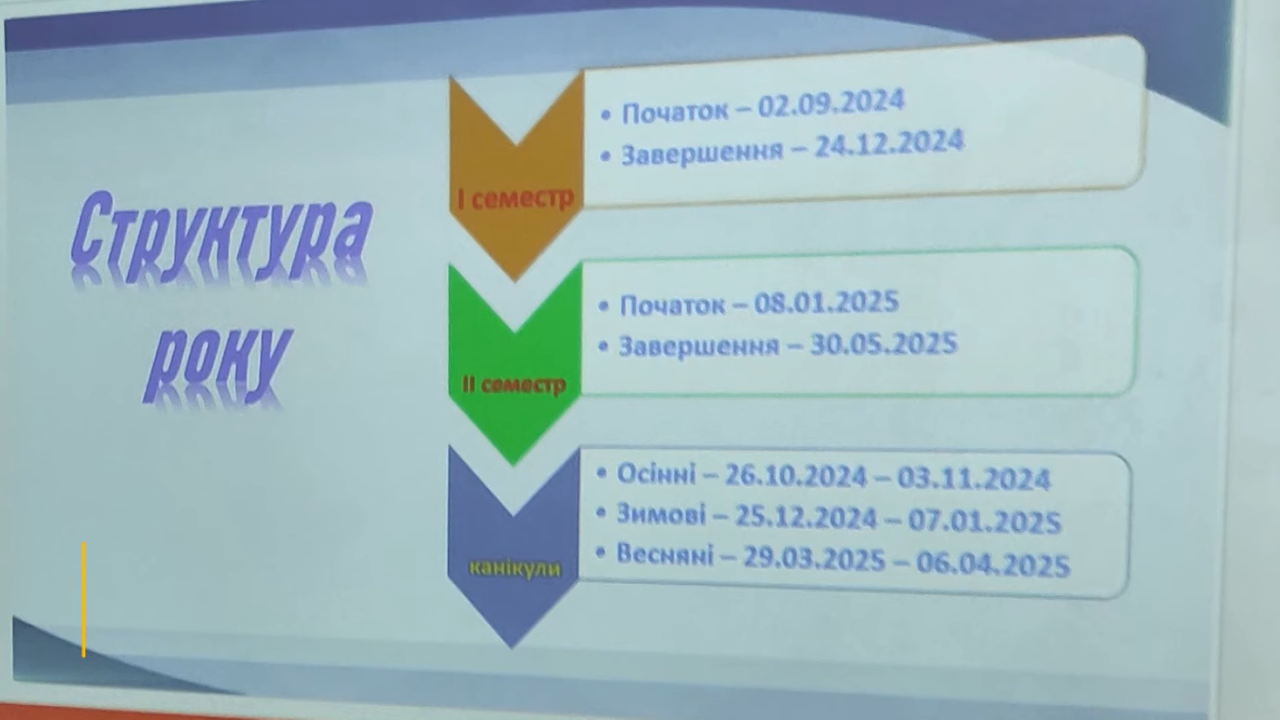 Структура
року
I семестр
• Початок – 02.09.2024
• Завершення – 24.12.2024
II семестр
• Початок – 08.01.2025
• Завершення – 30.05.2025
канікули
• Осінні – 26.10.2024 – 03.11.2024
• Зимові – 25.12.2024 – 07.01.2025
• Весняні – 29.03.2025 – 06.04.2025